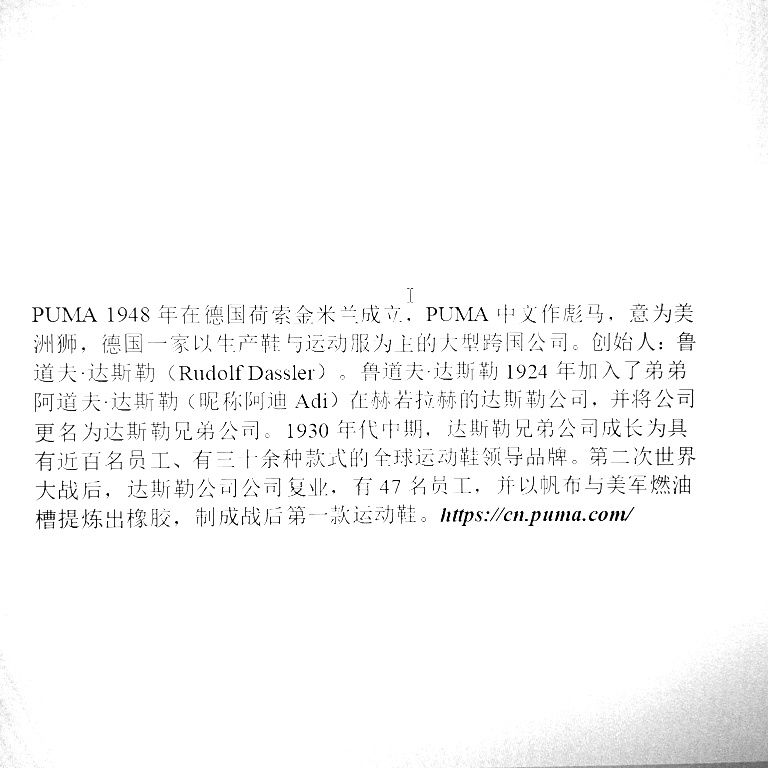 PUMA 1948 年在德国荷索金米兰成立，PUMA 中文作彪马，意为美
洲狮，德国一家以生产鞋与运动服为主的大型跨国公司。创始人：鲁
道夫·达斯勒（Rudolf Dassler）。鲁道夫·达斯勒 1924 年加入了弟弟
阿道夫·达斯勒（昵称阿迪 Adi）在赫若拉赫的达斯勒公司，并将公司
更名为达斯勒兄弟公司。1930 年代中期，达斯勒兄弟公司成长为具
有近百名员工、有三十余种款式的全球运动鞋领导品牌。第二次世界
大战后，达斯勒公司公司复业，有 47 名员工，并以帆布与美军燃油
槽提炼出橡胶，制成战后第一款运动鞋。https://cn.puma.com/